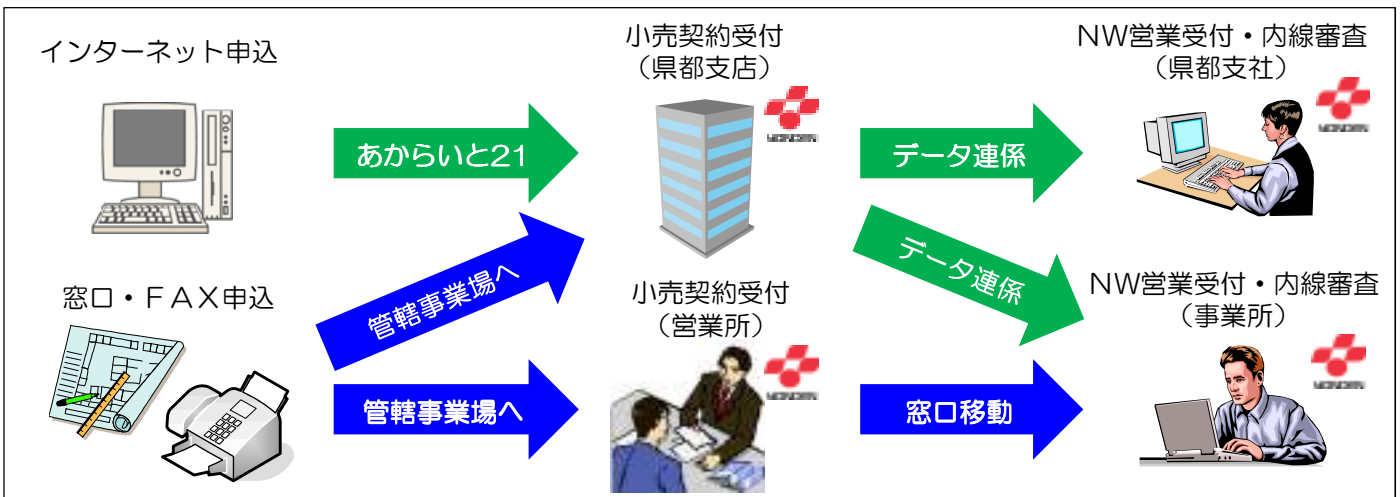 インターネット申込
小売契約受付
（県都支店）
NW営業受付・内線審査
（県都支社）
あからいと21
データ連係
窓口・ＦＡＸ申込
管轄事業場へ
小売契約受付
（営業所）
データ連係
NW営業受付・内線審査
（事業所）
管轄事業場へ
窓口移動